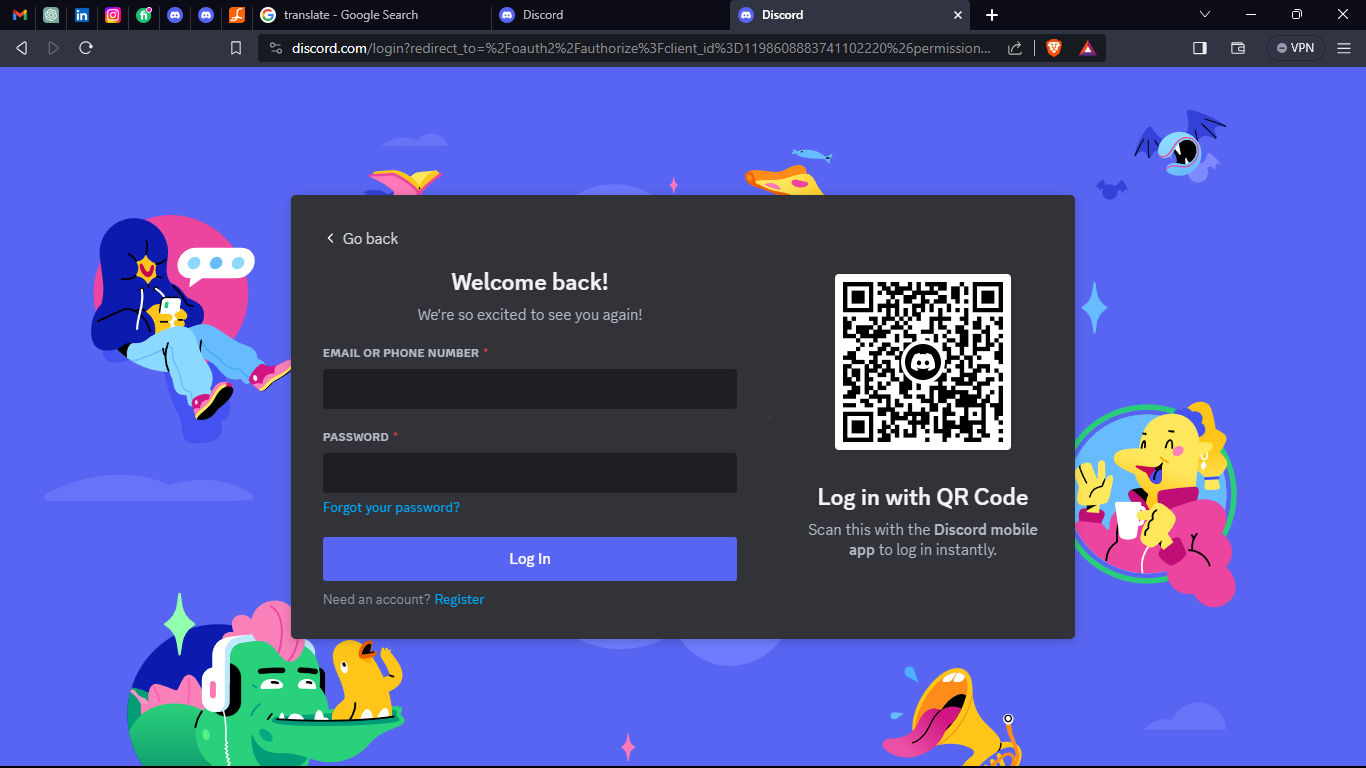 translate - Google Search
Discord
Discord
discord.com/login?redirect_to=%2Foauth2%2Fauthorize%3Fclient_id%3D1198608883741102220%26permission...
VPN
Go back
Welcome back!
We're so excited to see you again!
EMAIL OR PHONE NUMBER *
PASSWORD *
Forgot your password?
Log In
Need an account? Register
Log in with QR Code
Scan this with the Discord mobile
app to log in instantly.